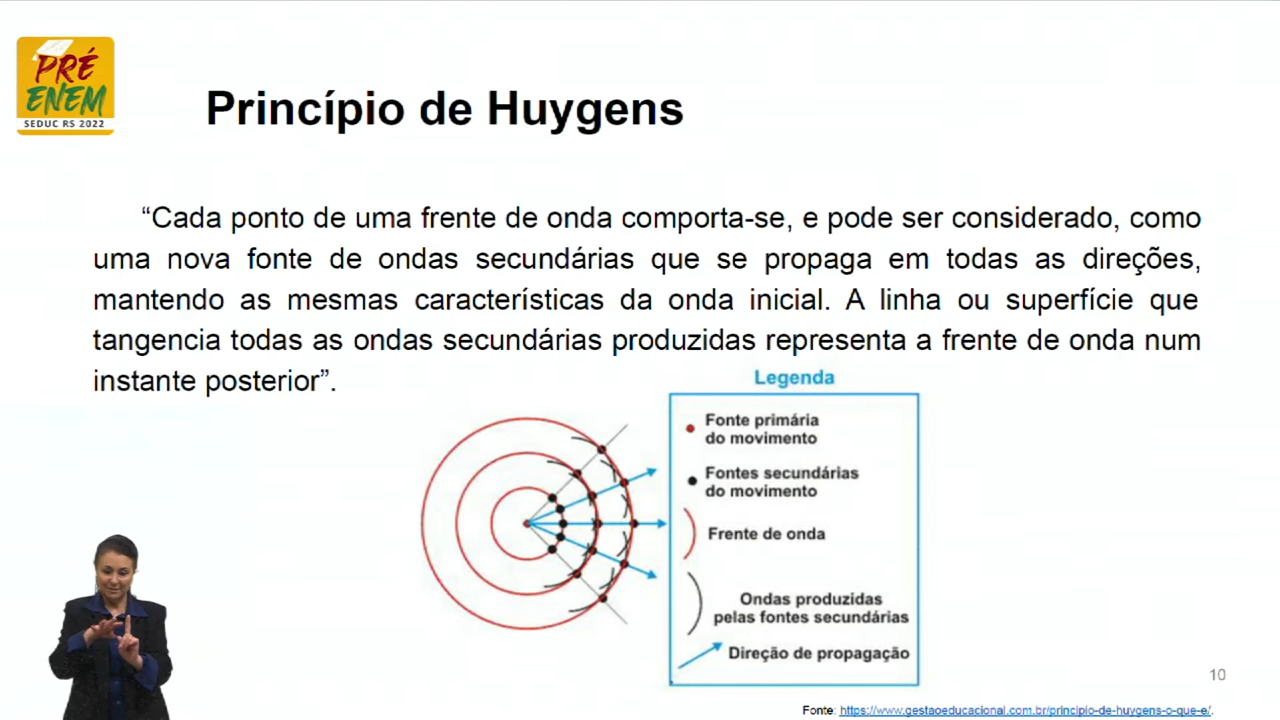 PRÉ
ENEM
SEDUC RS 2022
Princípio de Huygens
“Cada ponto de uma frente de onda comporta-se, e pode ser considerado, como
uma nova fonte de ondas secundárias que se propaga em todas as direções,
mantendo as mesmas características da onda inicial. A linha ou superfície que
tangencia todas as ondas secundárias produzidas representa a frente de onda num
instante posterior”.
Legenda
Fonte primária
do movimento
Fontes secundárias
do movimento
Frente de onda
Ondas produzidas
pelas fontes secundárias
Direção de propagação
10
Fonte: https://www.gestaoeducacional.com.br/principio-de-huygens-o-que-e/.